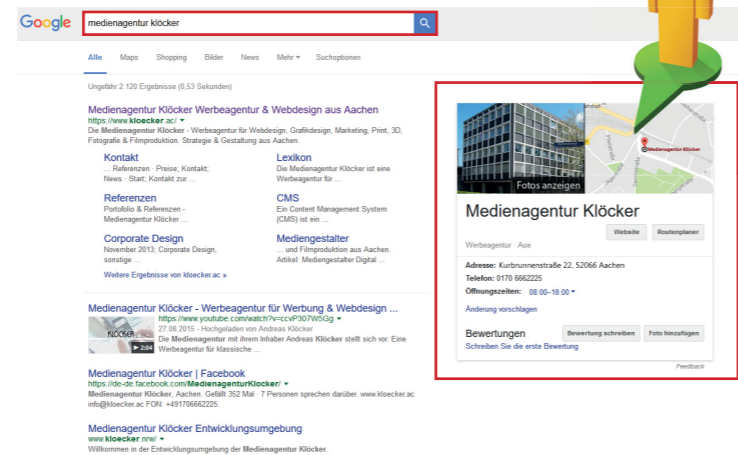 Google
medienagentur klöcker
Alle Maps Shopping Bilder News Mehr Suchoptionen
Ungefähr 2 120 Ergebnisse (0,53 Sekunden)
Medienagentur Klöcker Werbeagentur & Webdesign aus Aachen
https://www.kloecker.ac/
Die Medienagentur Klöcker - Werbeagentur für Webdesign, Grafikdesign, Marketing, Print, 3D,
Fotografie & Filmproduktion. Strategie & Gestaltung aus Aachen.
Kontakt
... Referenzen · Preise; Kontakt;
News · Start; Kontakt zur ...
Lexikon
Die Medienagentur Klöcker ist eine
Werbeagentur für ...
Referenzen
Portofolio & Referenzen -
Medienagentur Klöcker ...
CMS
Ein Content Management System
(CMS) ist ein ...
Corporate Design
November 2013; Corporate Design,
sonstige ...
Mediengestalter
... und Filmproduktion aus Aachen.
Artikel: Mediengestalter Digital ...
Weitere Ergebnisse von kloecker.ac »
Medienagentur Klöcker - Werbeagentur für Werbung & Webdesign ...
https://www.youtube.com/watch?v=ccvP307W5Gg
27.08.2015 - Hochgeladen von Andreas Klöcker
Die Medienagentur mit ihrem Inhaber Andreas Klöcker stellt sich vor. Eine
Werbeagentur für klassische ...
KLÖCKER
2:04
Medienagentur Klöcker | Facebook
https://de-de.facebook.com/MedienagenturKlocker/
Medienagentur Klöcker, Aachen. Gefällt 352 Mal · 7 Personen sprechen darüber. www.kloecker.ac
info@kloecker.ac FON: +491706662225.
Medienagentur Klöcker Entwicklungsumgebung
www.kloecker.nrw/
Willkommen in der Entwicklungsumgebung der Medienagentur Klöcker.
Fotos anzeigen
Medienagentur Klöcker
Medienagentur Klöcker
Website Routenplaner
Werbeagentur · Aue
Adresse: Kurbrunnenstraße 22, 52066 Aachen
Telefon: 0170 6662225
Öffnungszeiten: 08:00–18:00
Änderung vorschlagen
Bewertungen
Bewertung schreiben Foto hinzufügen
Schreiben Sie die erste Bewertung
Feedback